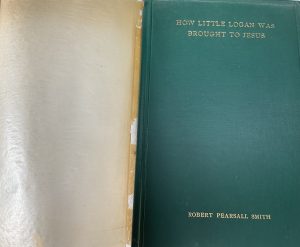 HOW LITTLE LOGAN WAS
BROUGHT TO JESUS
ROBERT PEARSALL SMITH